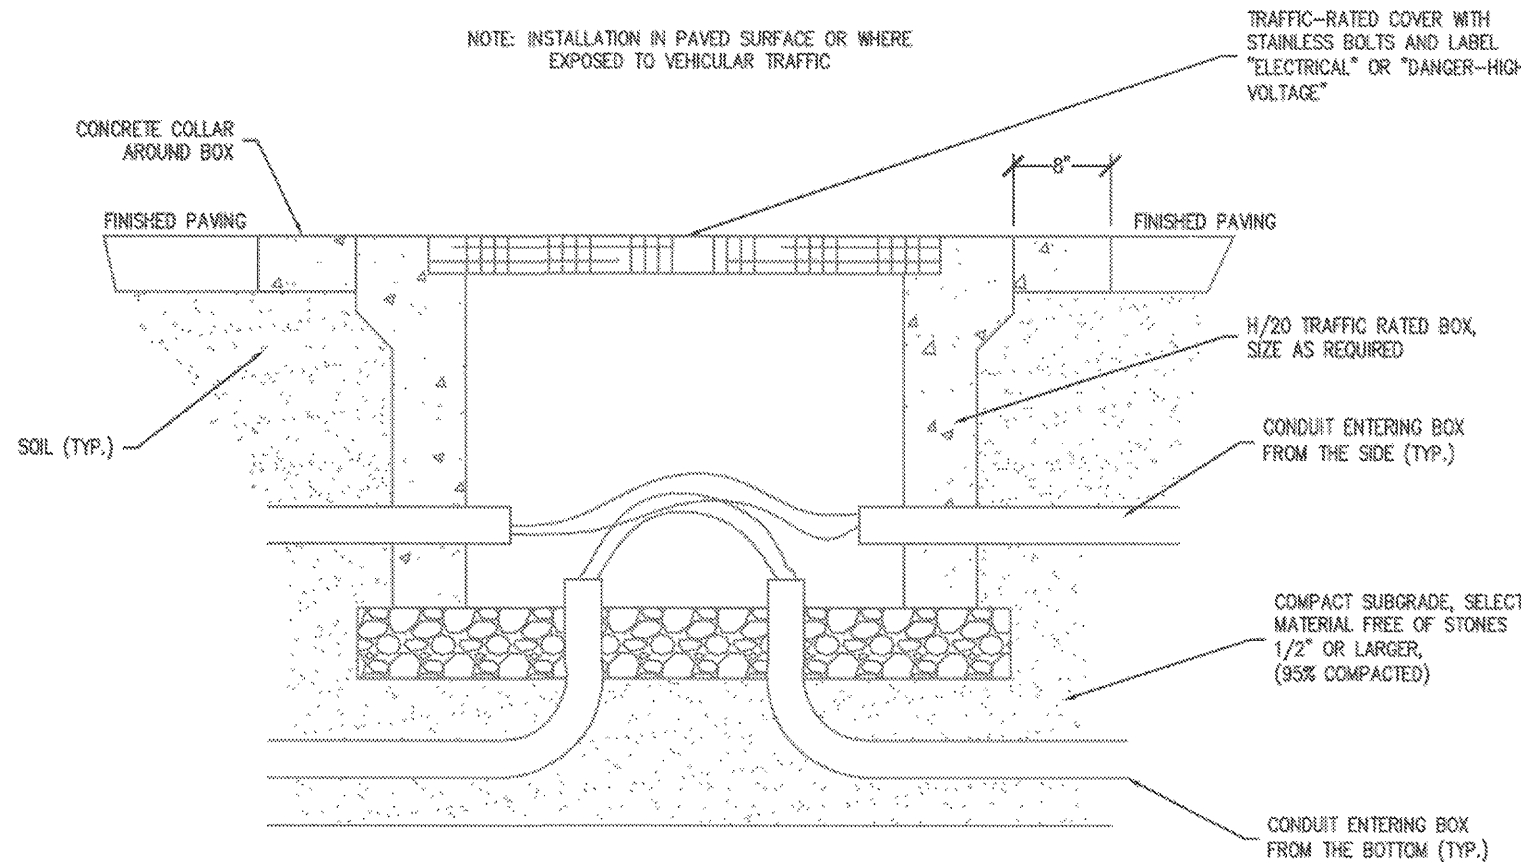 NOTE: INSTALLATION IN PAVED SURFACE OR WHERE
EXPOSED TO VEHICULAR TRAFFIC
TRAFFIC-RATED COVER WITH
STAINLESS BOLTS AND LABEL
"ELECTRICAL" OR "DANGER-HIGH
VOLTAGE"
CONCRETE COLLAR
AROUND BOX
8"
FINISHED PAVING
FINISHED PAVING
H/20 TRAFFIC RATED BOX,
SIZE AS REQUIRED
SOIL (TYP.)
CONDUIT ENTERING BOX
FROM THE SIDE (TYP.)
COMPACT SUBGRADE, SELECT
MATERIAL FREE OF STONES
1/2" OR LARGER,
(95% COMPACTED)
CONDUIT ENTERING BOX
FROM THE BOTTOM (TYP.)